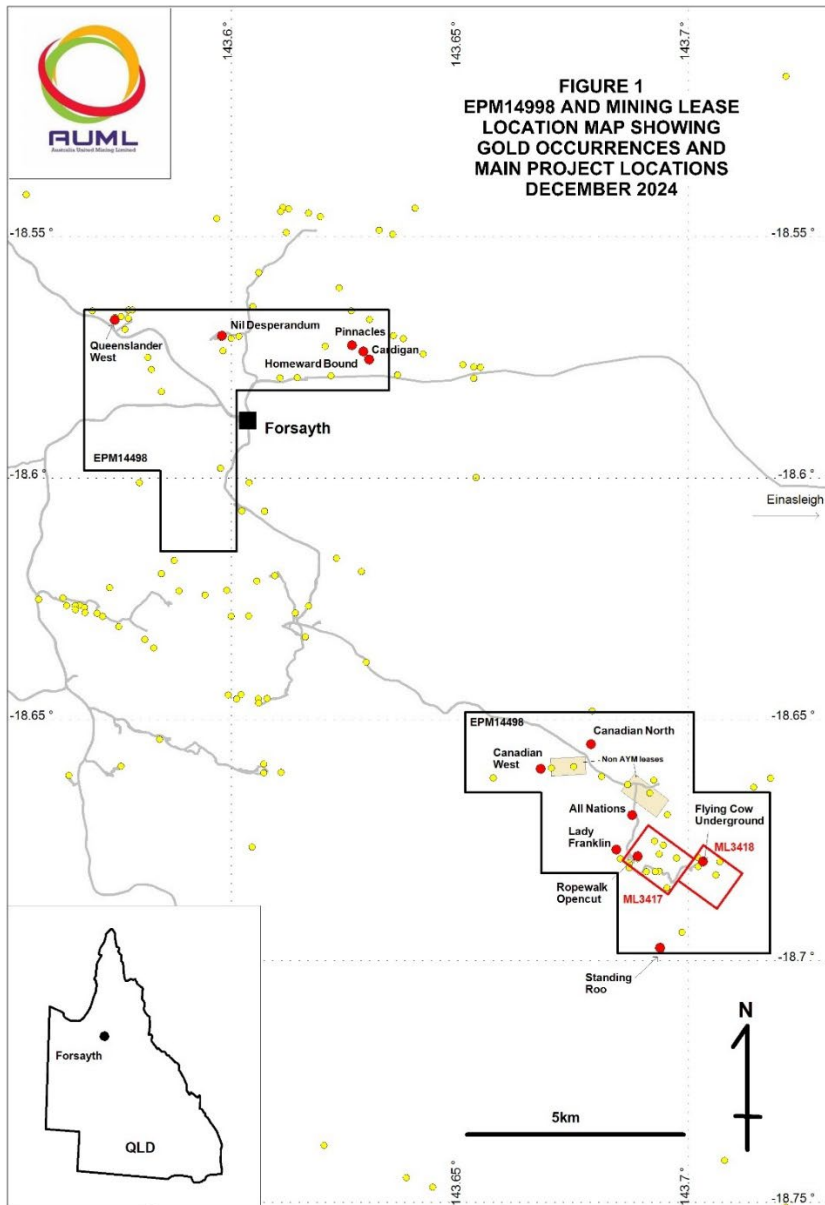 143.6 °
143.65 °
143.7 °
AUML
Australia United Mining Limited
FIGURE 1
EPM14998 AND MINING LEASE
LOCATION MAP SHOWING
GOLD OCCURRENCES AND
MAIN PROJECT LOCATIONS
DECEMBER 2024
-18.55 °
-18.55 °
Queenslander
West
Nil Desperandum
Pinnacles
Cardigan
Homeward Bound
Forsayth
EPM14498
-18.6 °
-18.6 °
Einasleigh
-18.65 °
-18.65 °
EPM14498
Canadian North
Canadian
West
Non AYM leases
All Nations
Flying Cow
Underground
Lady
Franklin
ML3418
Ropewalk
Opencut
ML3417
-18.7 °
Standing
Roo
Forsayth
QLD
N
5km
143.65 °
143.7 °
-18.75 °